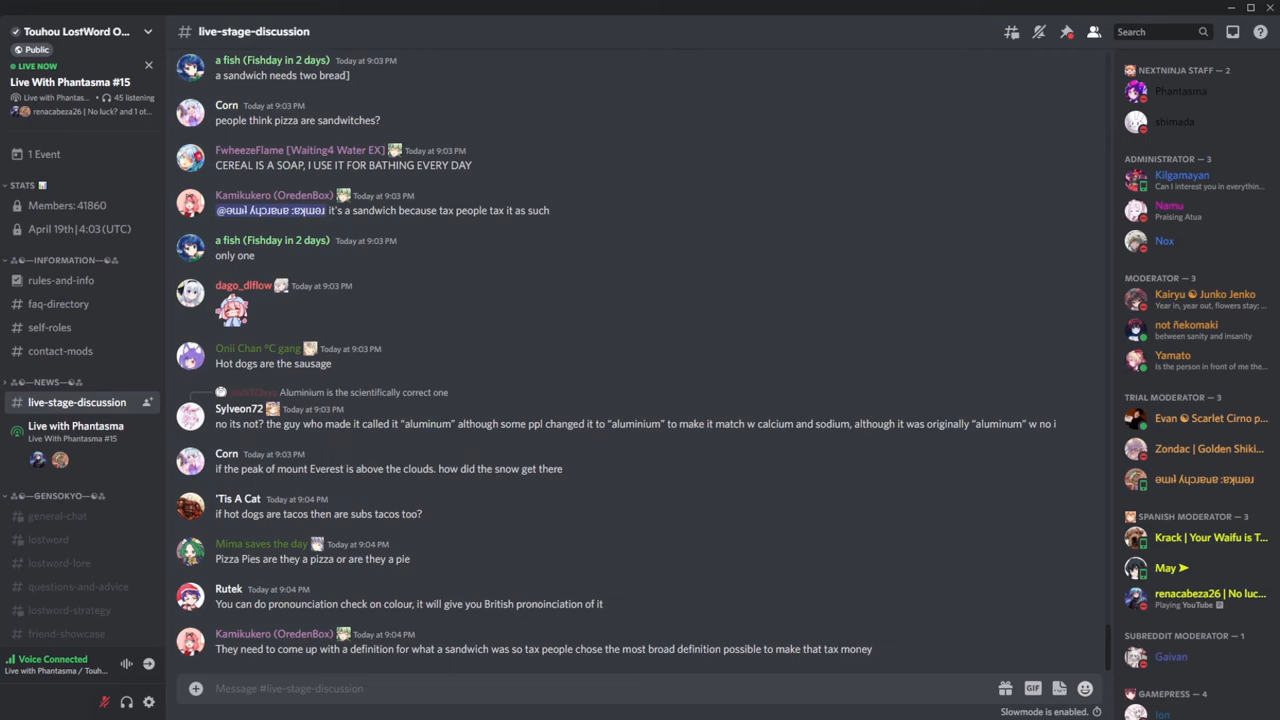 Touhou LostWord O...
Public
LIVE NOW
Live With Phantasma #15
Live with Phantas... 45 listening
renacabeza26 | No luck? and 1 ot...
1 Event
STATS
Members: 41860
April 19th| 4:03 (UTC)
INFORMATION
rules-and-info
# faq-directory
# self-roles
# contact-mods
NEWS
# live-stage-discussion
Live with Phantasma
Live With Phantasma #15
GENSOKYO
general-chat
lostword
lostword-lore
questions-and-advice
lostword-strategy
friend-showcase
Voice Connected
Live with Phantasma / Touh...
# live-stage-discussion
Search
a fish (Fishday in 2 days) Today at 9:03 PM
a sandwich needs two bread]
Corn Today at 9:03 PM
people think pizza are sandwitches?
FwheezeFlame [Waiting4 Water EX] Today at 9:03 PM
CEREAL IS A SOAP, I USE IT FOR BATHING EVERY DAY
Kamikukero (OredenBox) Today at 9:03 PM
it's a sandwich because tax people tax it as such
a fish (Fishday in 2 days) Today at 9:03 PM
only one
dago_dlflow Today at 9:03 PM
Onii Chan °C gang Today at 9:03 PM
Hot dogs are the sausage
Aluminium is the scientifically correct one
Sylveon72 Today at 9:03 PM
no its not? the guy who made it called it “aluminum” although some ppl changed it to “aluminium” to make it match w calcium and sodium, although it was originally “aluminum” w no i
Corn Today at 9:03 PM
if the peak of mount Everest is above the clouds. how did the snow get there
'Tis A Cat Today at 9:04 PM
if hot dogs are tacos then are subs tacos too?
Mima saves the day Today at 9:04 PM
Pizza Pies are they a pizza or are they a pie
Rutek Today at 9:04 PM
You can do pronounciation check on colour, it will give you British pronoinciation of it
Kamikukero (OredenBox) Today at 9:04 PM
They need to come up with a definition for what a sandwich was so tax people chose the most broad definition possible to make that tax money
Message #live-stage-discussion
GIF
Slowmode is enabled.
NEXTNINJA STAFF — 2
Phantasma
shimada
ADMINISTRATOR — 3
Kilgamayan
Can I interest you in everythin...
Namu
Praising Atua
Nox
MODERATOR — 3
Kairyu ☯ Junko Jenko
Year in, year out, flowers stay; ...
not ñekomaki
between sanity and insanity
Yamato
Is the person in front of me the...
TRIAL MODERATOR — 3
Evan ☯ Scarlet Cirno p...
Zondac | Golden Shiki...
SPANISH MODERATOR — 3
Krack | Your Waifu is T...
May ➤
renacabeza26 | No luc...
Playing YouTube
SUBREDDIT MODERATOR — 1
Gaivan
GAMEPRESS — 4
Ion